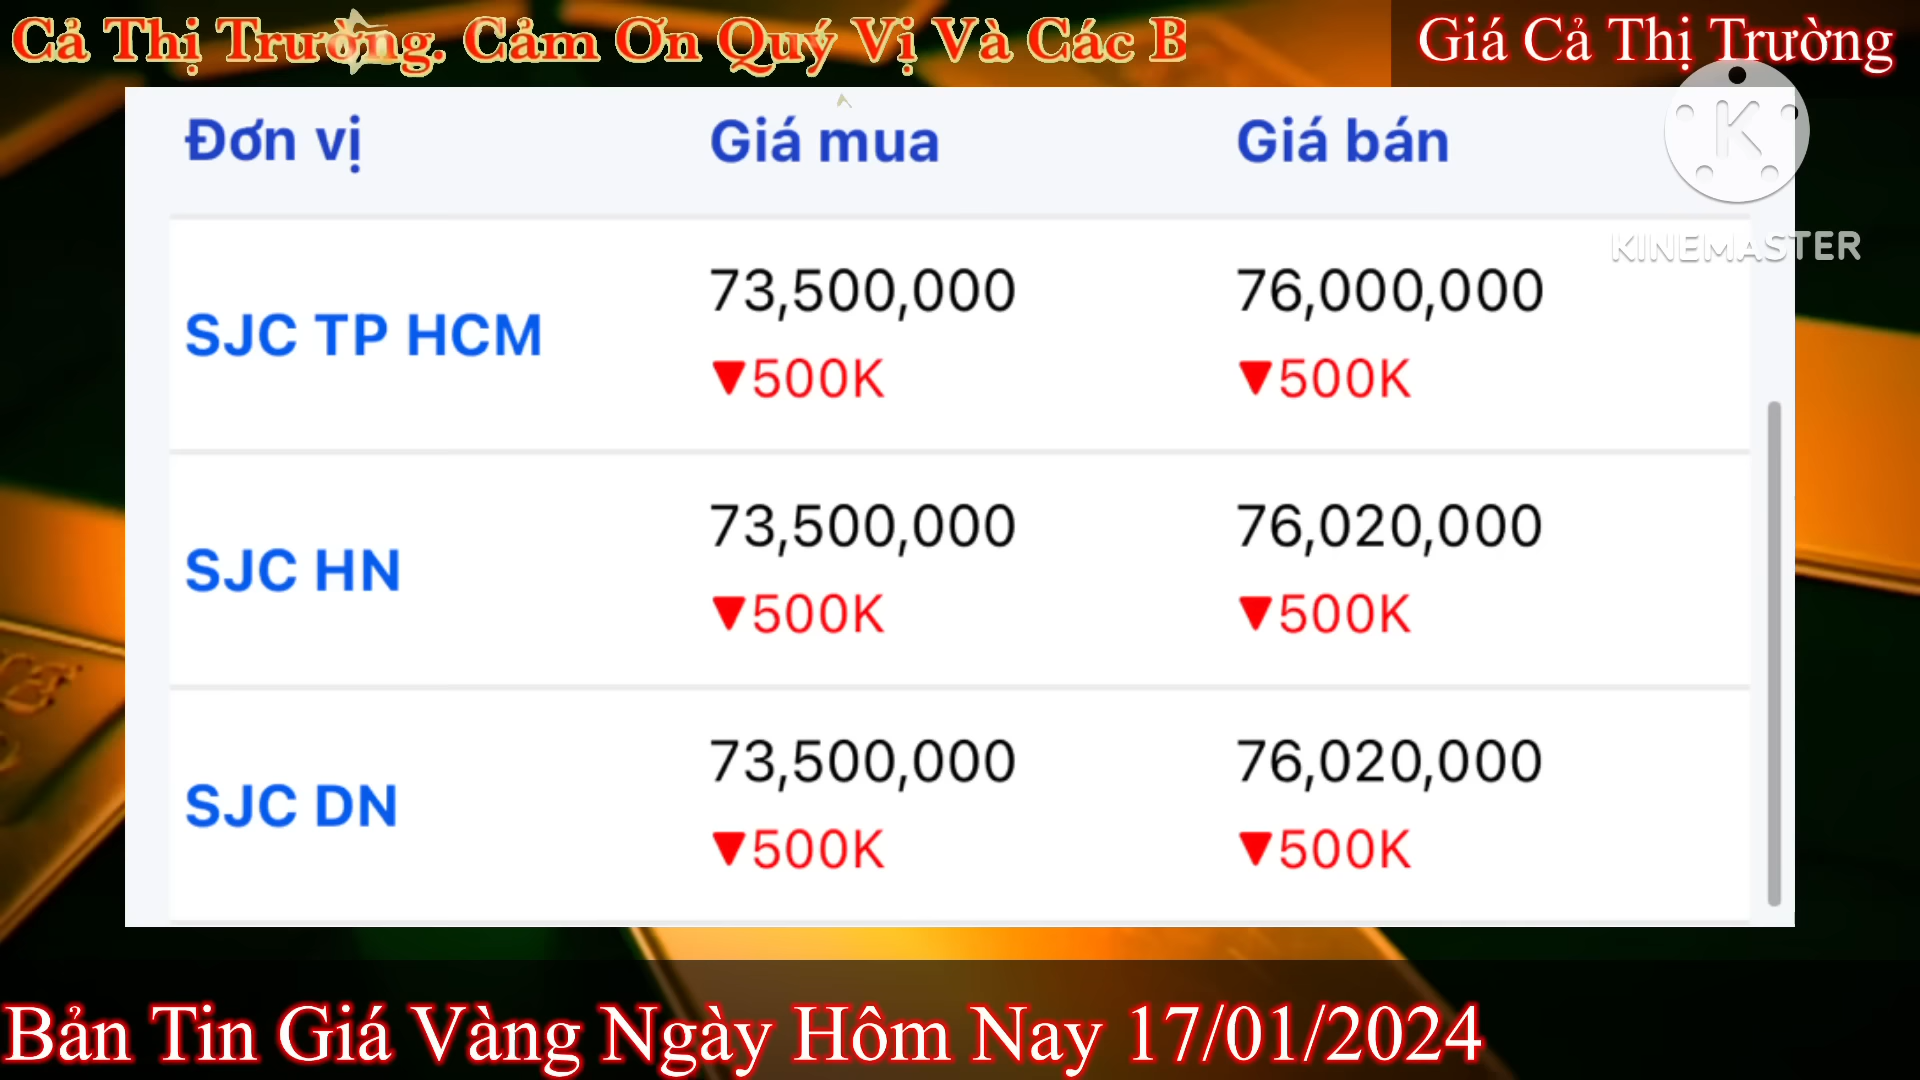 Cả Thị Trường. Cảm Ơn Quý Vị Và Các B
Giá Cả Thị Trường
K
KINEMASTER
Đơn vị Giá mua Giá bán
SJC TP HCM 73,500,000 76,000,000
▼500K ▼500K
SJC HN 73,500,000 76,020,000
▼500K ▼500K
SJC DN 73,500,000 76,020,000
▼500K ▼500K
Bản Tin Giá Vàng Ngày Hôm Nay 17/01/2024